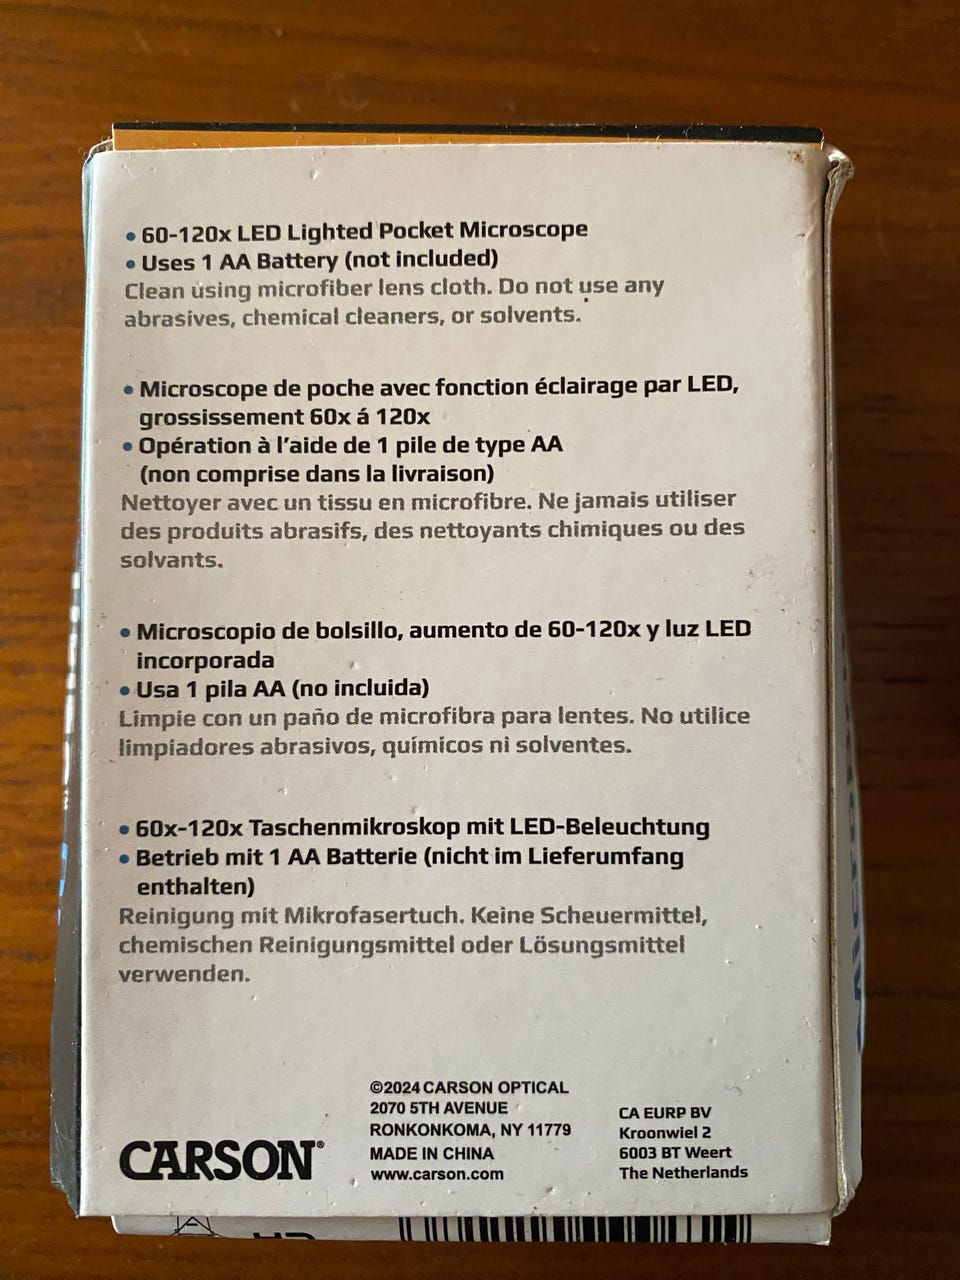 • 60-120x LED Lighted Pocket Microscope
• Uses 1 AA Battery (not included)
Clean using microfiber lens cloth. Do not use any
abrasives, chemical cleaners, or solvents.
• Microscope de poche avec fonction éclairage par LED,
grossissement 60x á 120x
• Opération à l'aide de 1 pile de type AA
(non comprise dans la livraison)
Nettoyer avec un tissu en microfibre. Ne jamais utiliser
des produits abrasifs, des nettoyants chimiques ou des
solvants.
• Microscopio de bolsillo, aumento de 60-120x y luz LED
incorporada
• Usa 1 pila AA (no incluida)
Limpie con un paño de microfibra para lentes. No utilice
limpiadores abrasivos, químicos ni solventes.
• 60x-120x Taschenmikroskop mit LED-Beleuchtung
• Betrieb mit 1 AA Batterie (nicht im Lieferumfang
enthalten)
Reinigung mit Mikrofasertuch. Keine Scheuermittel,
chemischen Reinigungsmittel oder Lösungsmittel
verwenden.
CARSON®
©2024 CARSON OPTICAL
2070 5TH AVENUE
RONKONKOMA, NY 11779
MADE IN CHINA
www.carson.com
CA EURP BV
Kroonwiel 2
6003 BT Weert
The Netherlands